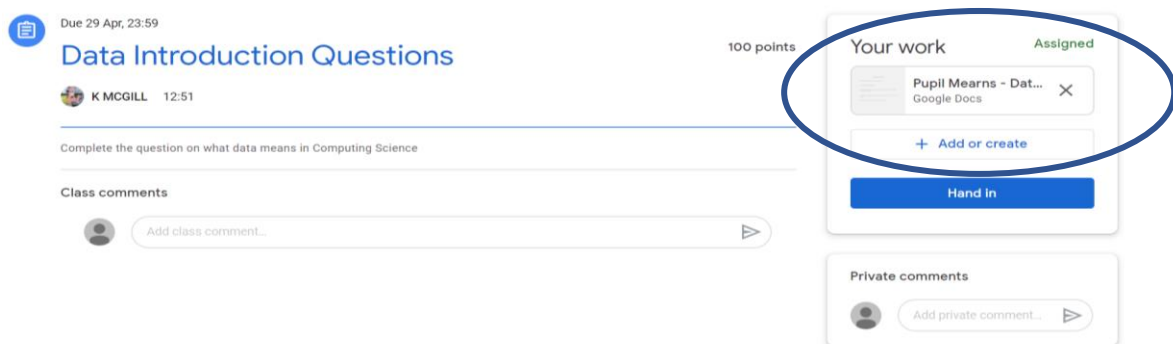 Due 29 Apr, 23:59
Data Introduction Questions
100 points
K MCGILL 12:51
Complete the question on what data means in Computing Science
Class comments
Add class comment...
Your work
Assigned
Pupil Mearns - Dat...
Google Docs
+ Add or create
Hand in
Private comments
Add private comment...